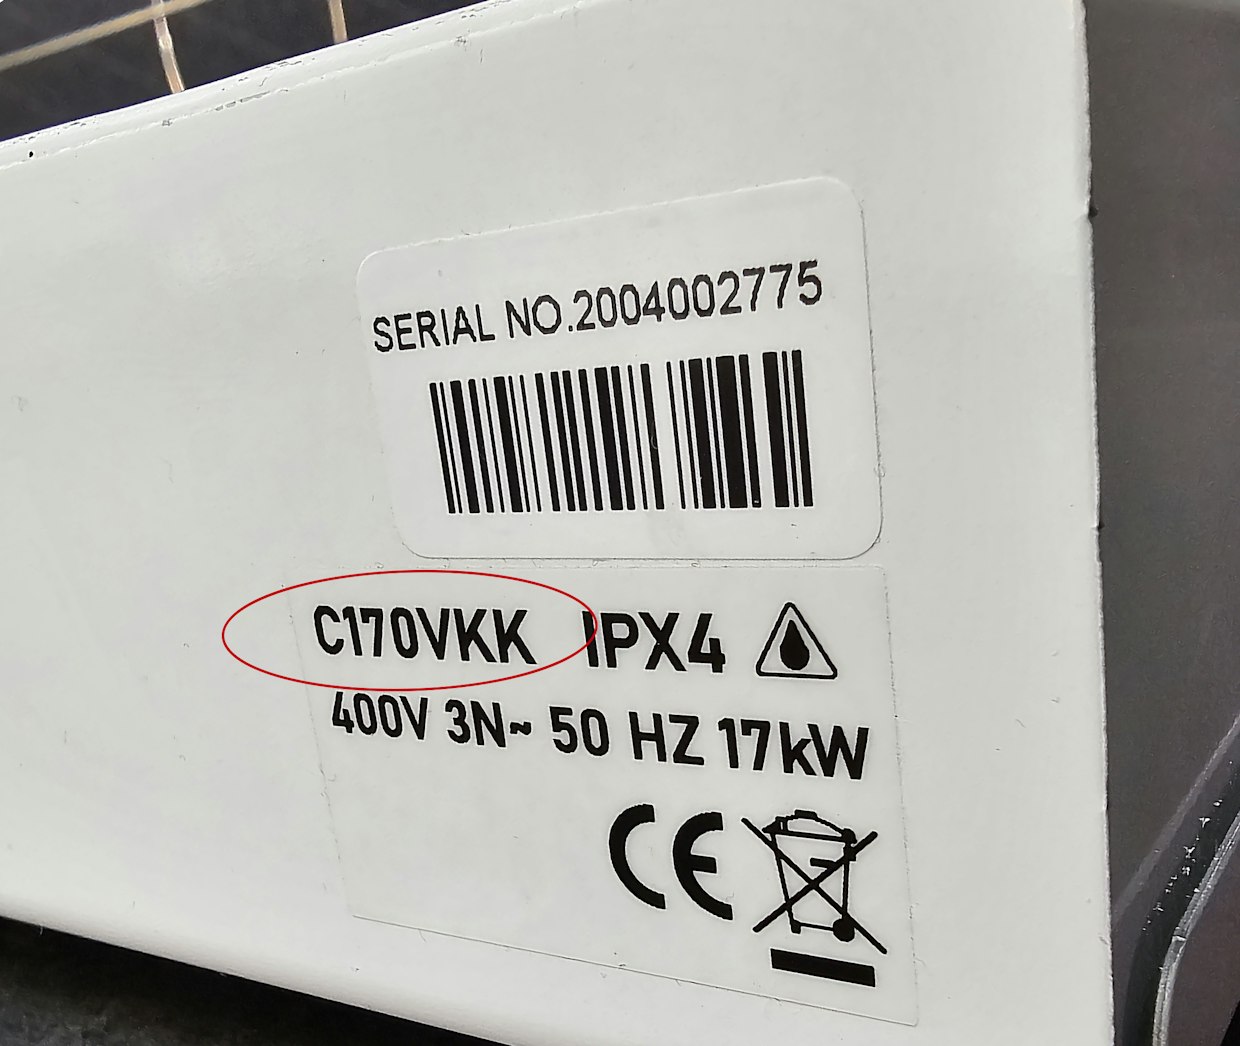 SERIAL NO.2004002775
C170VKK IPX4
400V 3N~ 50 HZ 17kW
CE